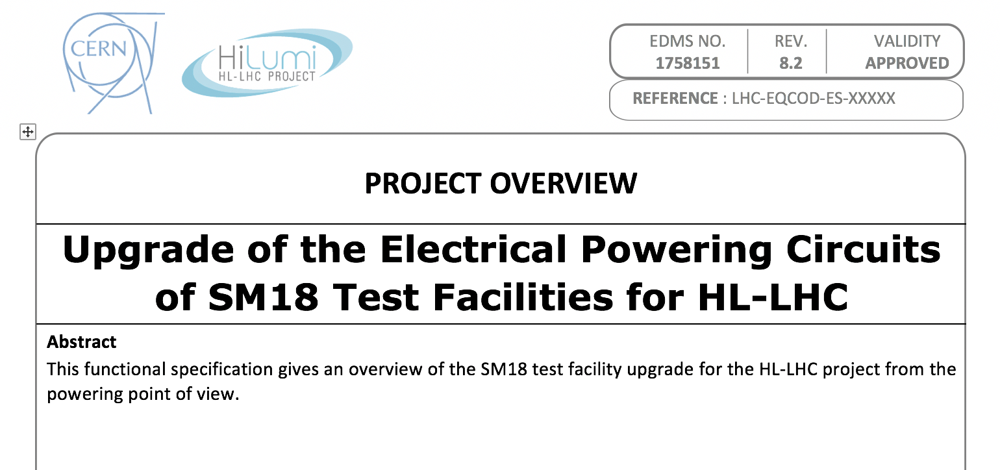 CERN
HiLumi
HL-LHC PROJECT
EDMS NO. REV. VALIDITY
1758151 8.2 APPROVED
REFERENCE : LHC-EQCOD-ES-XXXXX
PROJECT OVERVIEW
Upgrade of the Electrical Powering Circuits
of SM18 Test Facilities for HL-LHC
Abstract
This functional specification gives an overview of the SM18 test facility upgrade for the HL-LHC project from the
powering point of view.